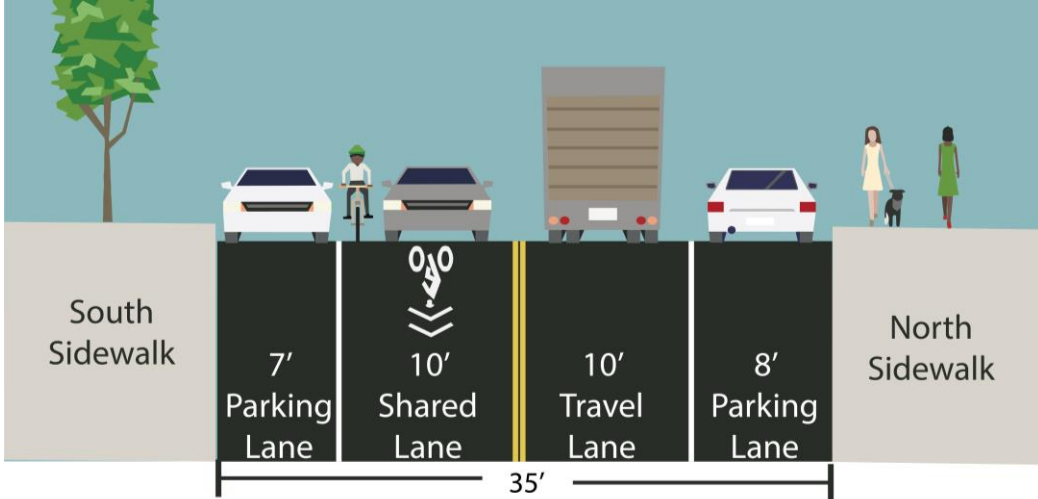 South
Sidewalk
7’
Parking
Lane
10’
Shared
Lane
10’
Travel
Lane
8’
Parking
Lane
North
Sidewalk
35’